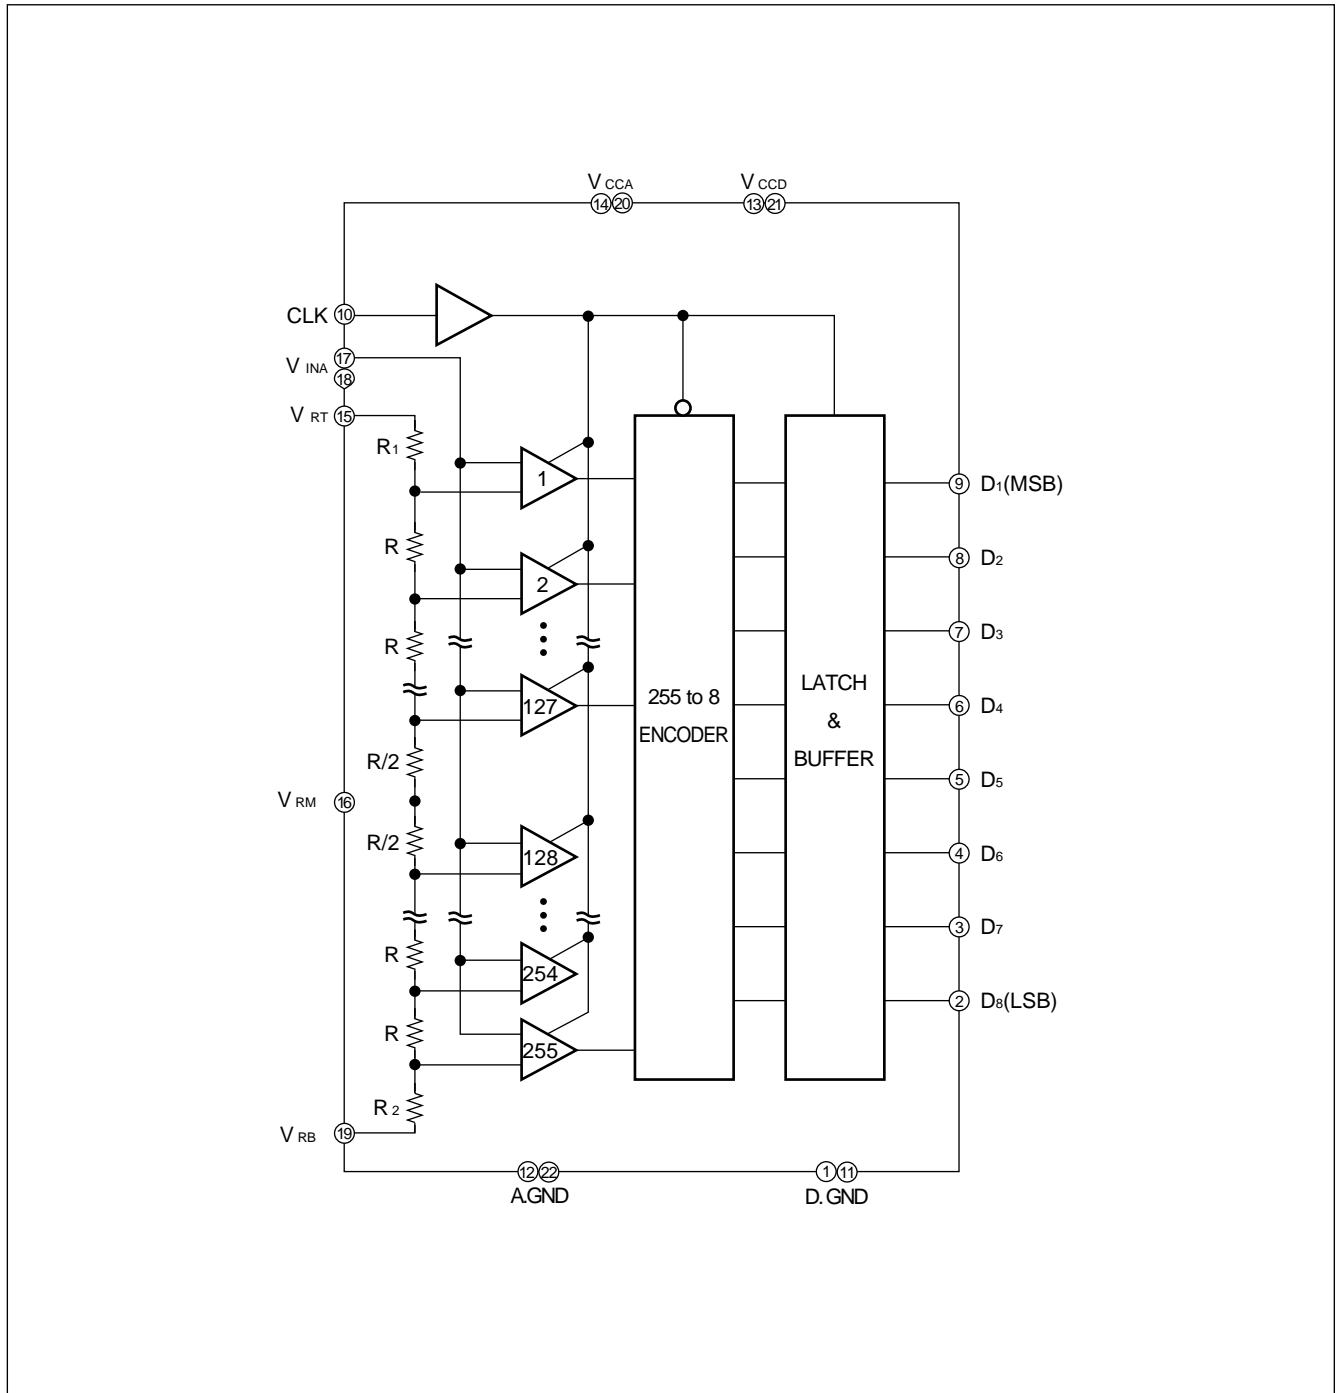 V CCA V CCD
14 20 13 21
CLK 10
V INA 17
18
V RT 15
R1
1
D1(MSB) 9
R
D2 8
2
R
D3 7
127
255 to 8
ENCODER
LATCH
&
BUFFER
D4 6
R/2
D5 5
V RM 16
R/2
128
D6 4
R
D7 3
254
D8(LSB) 2
R
255
R 2
V RB 19
12 22
A.GND
1 11
D. GND